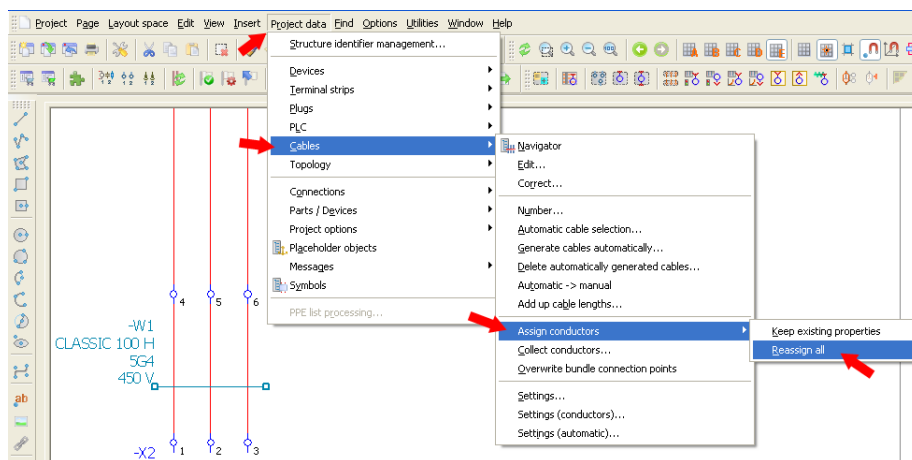 Project Page Layout space Edit View Insert Project data Find Options Utilities Window Help
Structure identifier management...
Devices
Terminal strips
Plugs
PLC
Cables
Topology
Connections
Parts / Devices
Project options
Placeholder objects
Messages
Symbols
PPE list processing...
Navigator
Edit...
Correct...
Number...
Automatic cable selection...
Generate cables automatically...
Delete automatically generated cables...
Automatic -> manual
Add up cable lengths...
Assign conductors
Collect conductors...
Overwrite bundle connection points
Settings...
Settings (conductors)...
Settings (automatic)...
Keep existing properties
Reassign all
ab
4 5 6
-W1
CLASSIC 100 H
5G4
450 V
-X2 1 2 3